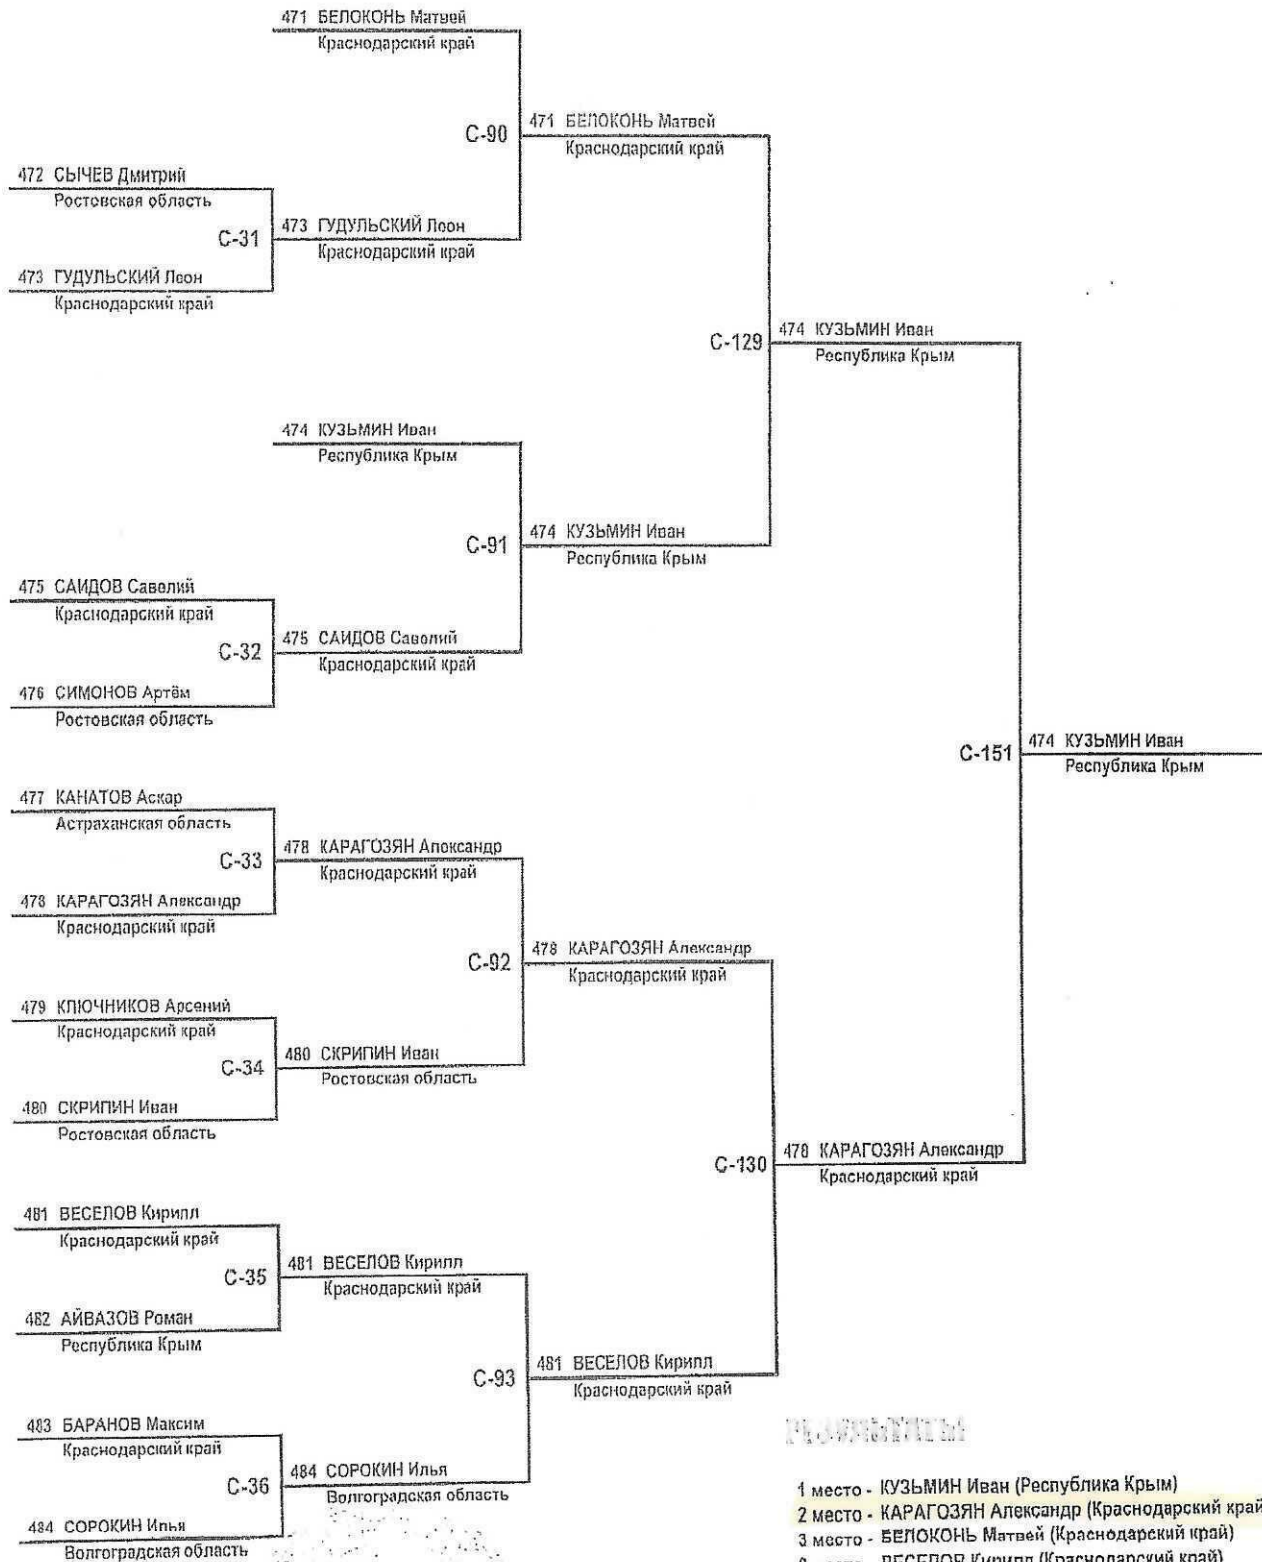 471 БЕЛОКОНЬ Матвей
Краснодарский край
С-90
471 БЕЛОКОНЬ Матвей
Краснодарский край
472 СЫЧЕВ Дмитрий
Ростовская область
С-31
473 ГУДУЛЬСКИЙ Леон
Краснодарский край
473 ГУДУЛЬСКИЙ Леон
Краснодарский край
С-129
474 КУЗЬМИН Иван
Республика Крым
474 КУЗЬМИН Иван
Республика Крым
С-91
474 КУЗЬМИН Иван
Республика Крым
475 САИДОВ Савелий
Краснодарский край
С-32
475 САИДОВ Савелий
Краснодарский край
476 СИМОНОВ Артём
Ростовская область
С-151
474 КУЗЬМИН Иван
Республика Крым
477 КАНАТОВ Аскар
Астраханская область
С-33
478 КАРАГОЗЯН Александр
Краснодарский край
478 КАРАГОЗЯН Александр
Краснодарский край
С-92
478 КАРАГОЗЯН Александр
Краснодарский край
479 КЛЮЧНИКОВ Арсений
Краснодарский край
С-34
480 СКРИПИН Иван
Ростовская область
480 СКРИПИН Иван
Ростовская область
С-130
478 КАРАГОЗЯН Александр
Краснодарский край
481 ВЕСЕЛОВ Кирилл
Краснодарский край
С-35
481 ВЕСЕЛОВ Кирилл
Краснодарский край
482 АЙВАЗОВ Роман
Республика Крым
С-93
481 ВЕСЕЛОВ Кирилл
Краснодарский край
483 БАРАНОВ Максим
Краснодарский край
С-36
484 СОРОКИН Илья
Волгоградская область
484 СОРОКИН Илья
Волгоградская область
РЕЗУЛЬТАТЫ
1 место - КУЗЬМИН Иван (Республика Крым)
2 место - КАРАГОЗЯН Александр (Краснодарский край
3 место - БЕЛОКОНЬ Матвей (Краснодарский край)
ВЕСЕЛОВ Кирилл (Краснодарский край)